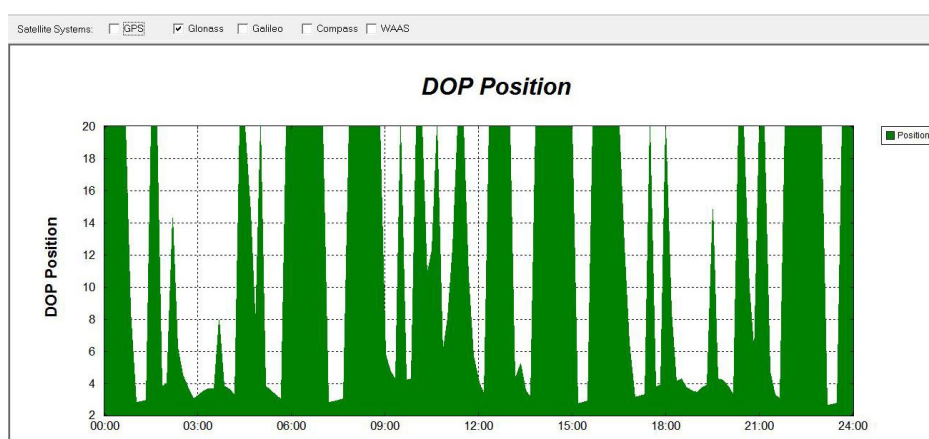 Satellite Systems: GPS Glonass Galileo Compass WAAS
DOP Position
20
Position
18
16
14
12
DOP Position
10
8
6
4
2
00:00 03:00 06:00 09:00 12:00 15:00 18:00 21:00 24:00